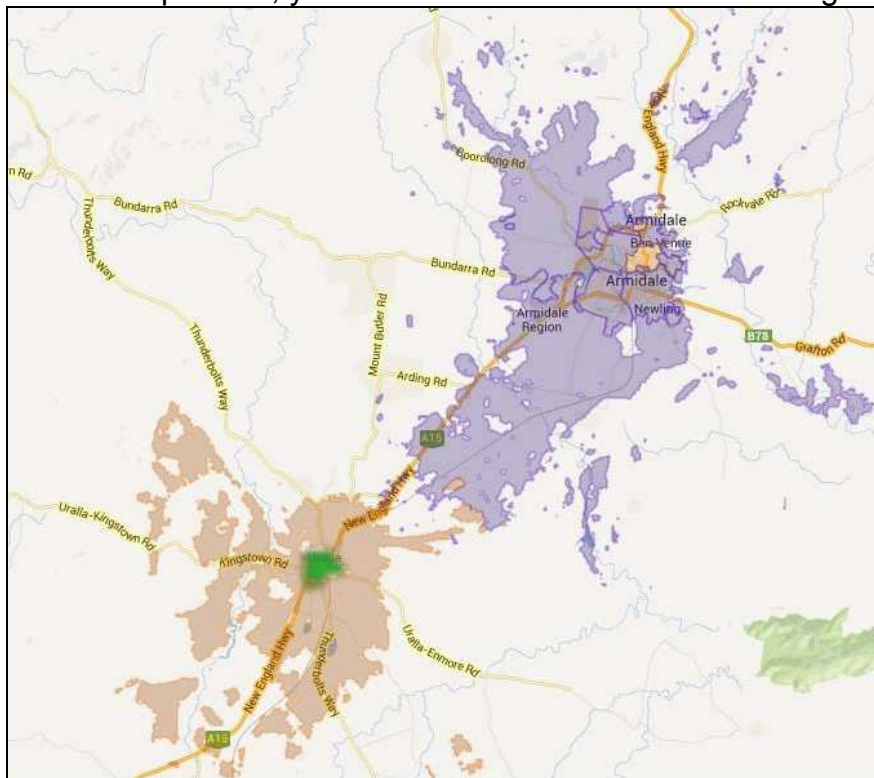 New
England Hwy
Boorolong Rd
Rockvale Rd
Armidale
Ben Venue
Thunderbolts Way
Bundarra Rd
Bundarra Rd
Armidale
Armidale
Region
Newling
B78
Grafton Rd
Mount Butler Rd
Thunderbolts Way
Arding Rd
A15
New England Hwy
Uralla-Kingstown
Rd
Kingstown Rd
Uralla-Enmore Rd
New England Hwy
Thunderbolts
Way
A15